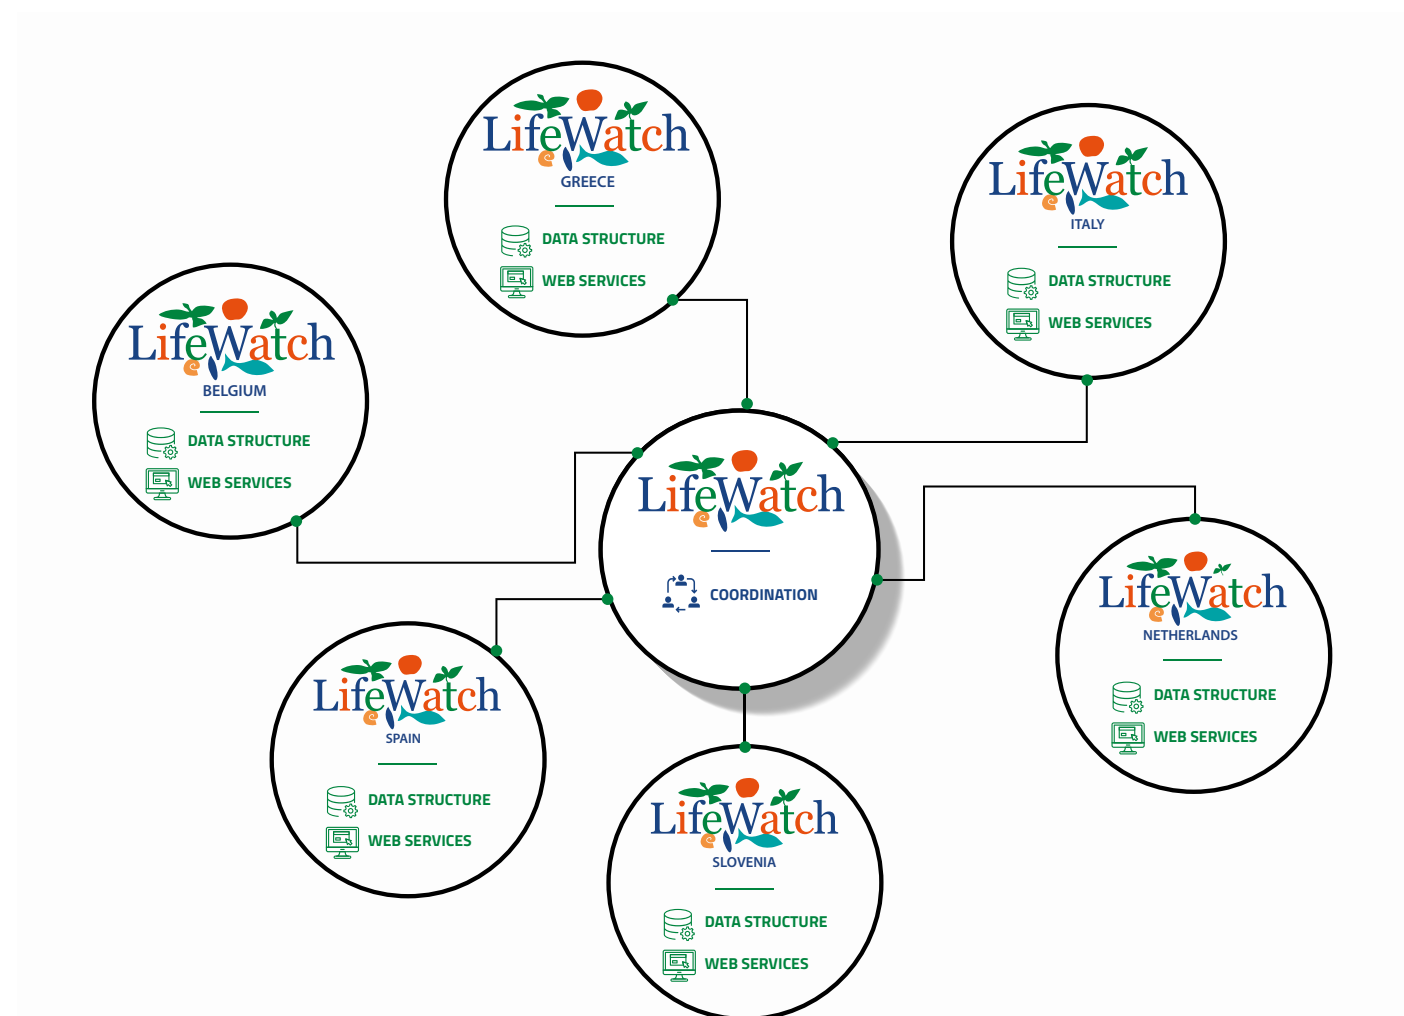 LifeWatch
GREECE
DATA STRUCTURE
WEB SERVICES
LifeWatch
ITALY
DATA STRUCTURE
WEB SERVICES
LifeWatch
BELGIUM
DATA STRUCTURE
WEB SERVICES
LifeWatch
COORDINATION
LifeWatch
NETHERLANDS
DATA STRUCTURE
WEB SERVICES
LifeWatch
SPAIN
DATA STRUCTURE
WEB SERVICES
LifeWatch
SLOVENIA
DATA STRUCTURE
WEB SERVICES